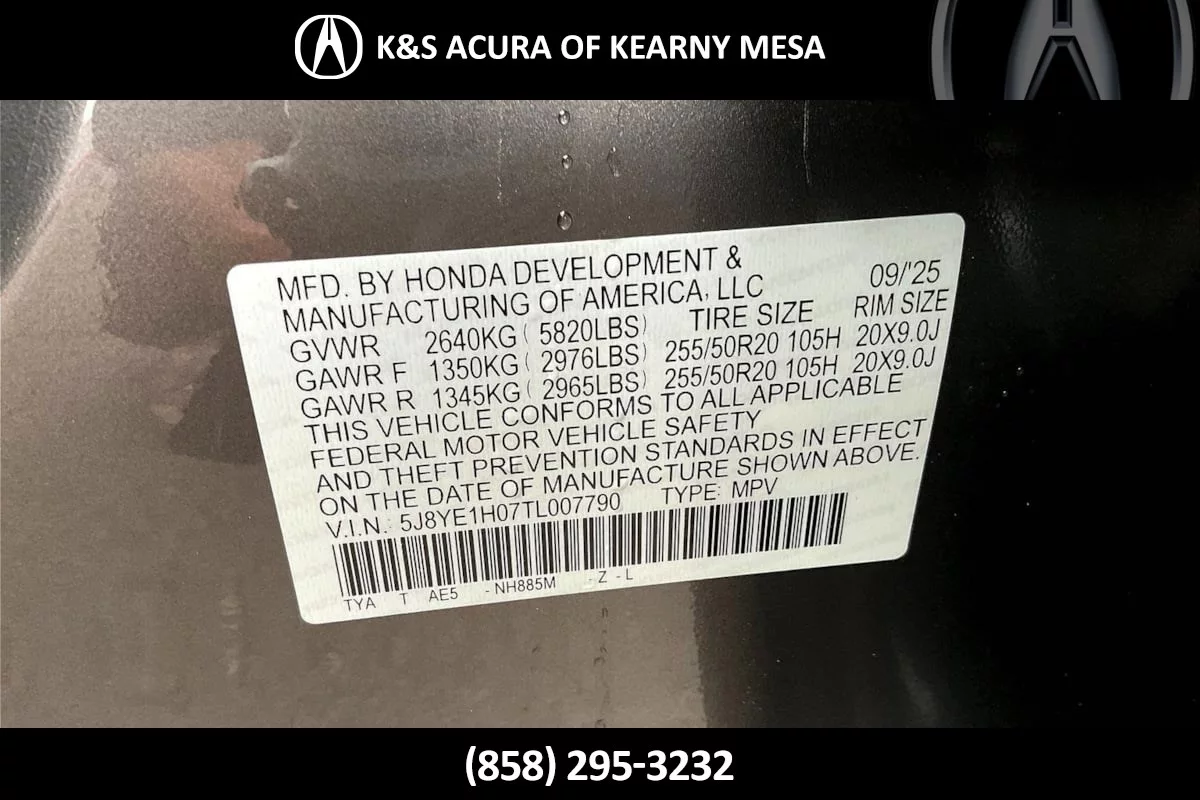 K&S ACURA OF KEARNY MESA
MFD. BY HONDA DEVELOPMENT &
MANUFACTURING OF AMERICA, LLC 09/'25
GVWR 2640KG ( 5820LBS) TIRE SIZE RIM SIZE
GAWR F 1350KG ( 2976LBS) 255/50R20 105H 20X9.0J
GAWR R 1345KG ( 2965LBS) 255/50R20 105H 20X9.0J
THIS VEHICLE CONFORMS TO ALL APPLICABLE
FEDERAL MOTOR VEHICLE SAFETY
AND THEFT PREVENTION STANDARDS IN EFFECT
ON THE DATE OF MANUFACTURE SHOWN ABOVE.
V.I.N.: 5J8YE1H07TL007790 TYPE: MPV
TYA T AE5 - NH885M - Z - L
(858) 295-3232